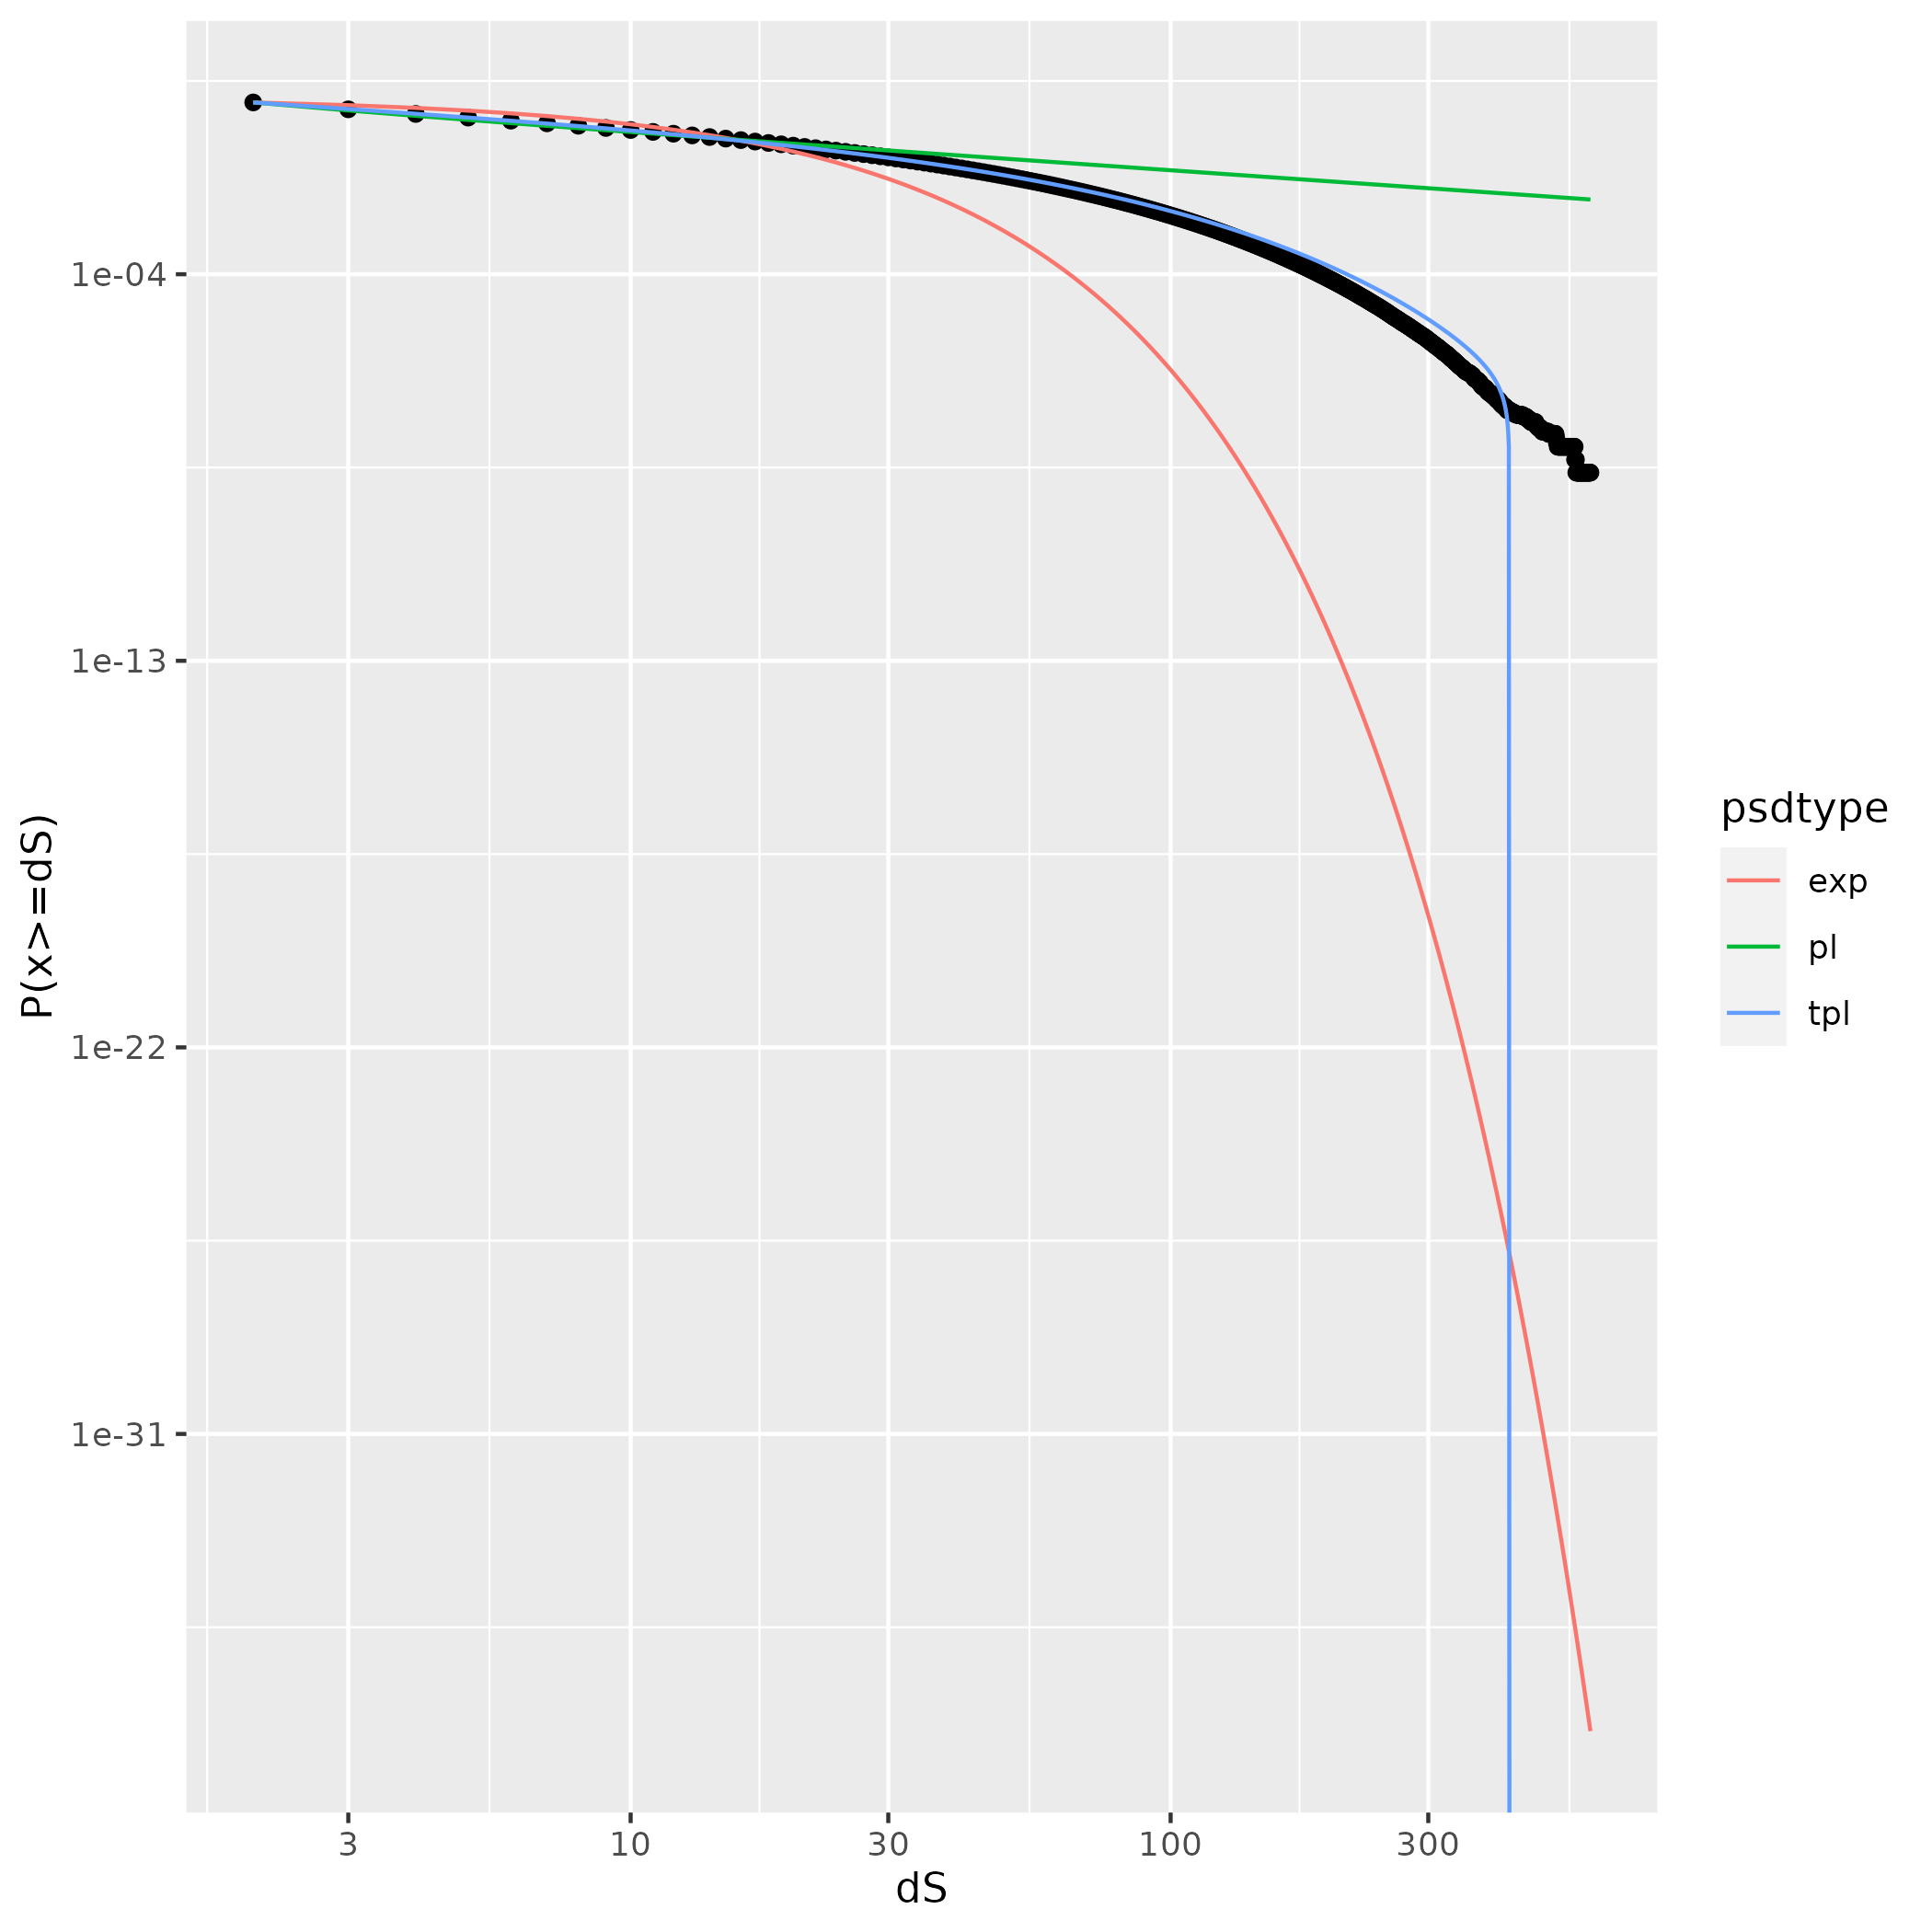 P(x>=dS)
1e-04
1e-13
1e-22
1e-31
3
10
30
100
300
dS
psdtype
exp
pl
tpl